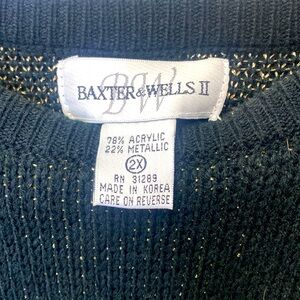 BW
BAXTER&WELLS II
78% ACRYLIC
22% METALLIC
2X
RN 31289
MADE IN KOREA
CARE ON REVERSE